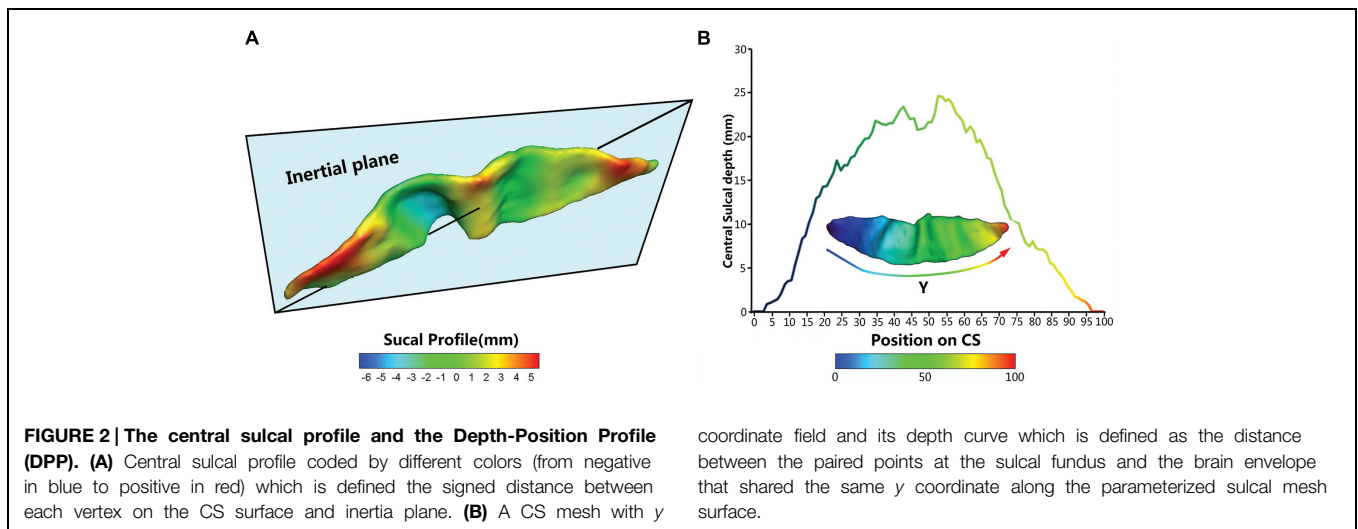 A
Inertial plane
Sucal Profile(mm)
-6 -5 -4 -3 -2 -1 0 1 2 3 4 5
B
Central Sulcal depth (mm)
30
25
20
15
10
5
0
Y
0 5 10 15 20 25 30 35 40 45 50 55 60 65 70 75 80 85 90 95 100
Position on CS
0 50 100
FIGURE 2 | The central sulcal profile and the Depth-Position Profile
(DPP). (A) Central sulcal profile coded by different colors (from negative
in blue to positive in red) which is defined the signed distance between
each vertex on the CS surface and inertia plane. (B) A CS mesh with y
coordinate field and its depth curve which is defined as the distance
between the paired points at the sulcal fundus and the brain envelope
that shared the same y coordinate along the parameterized sulcal mesh
surface.